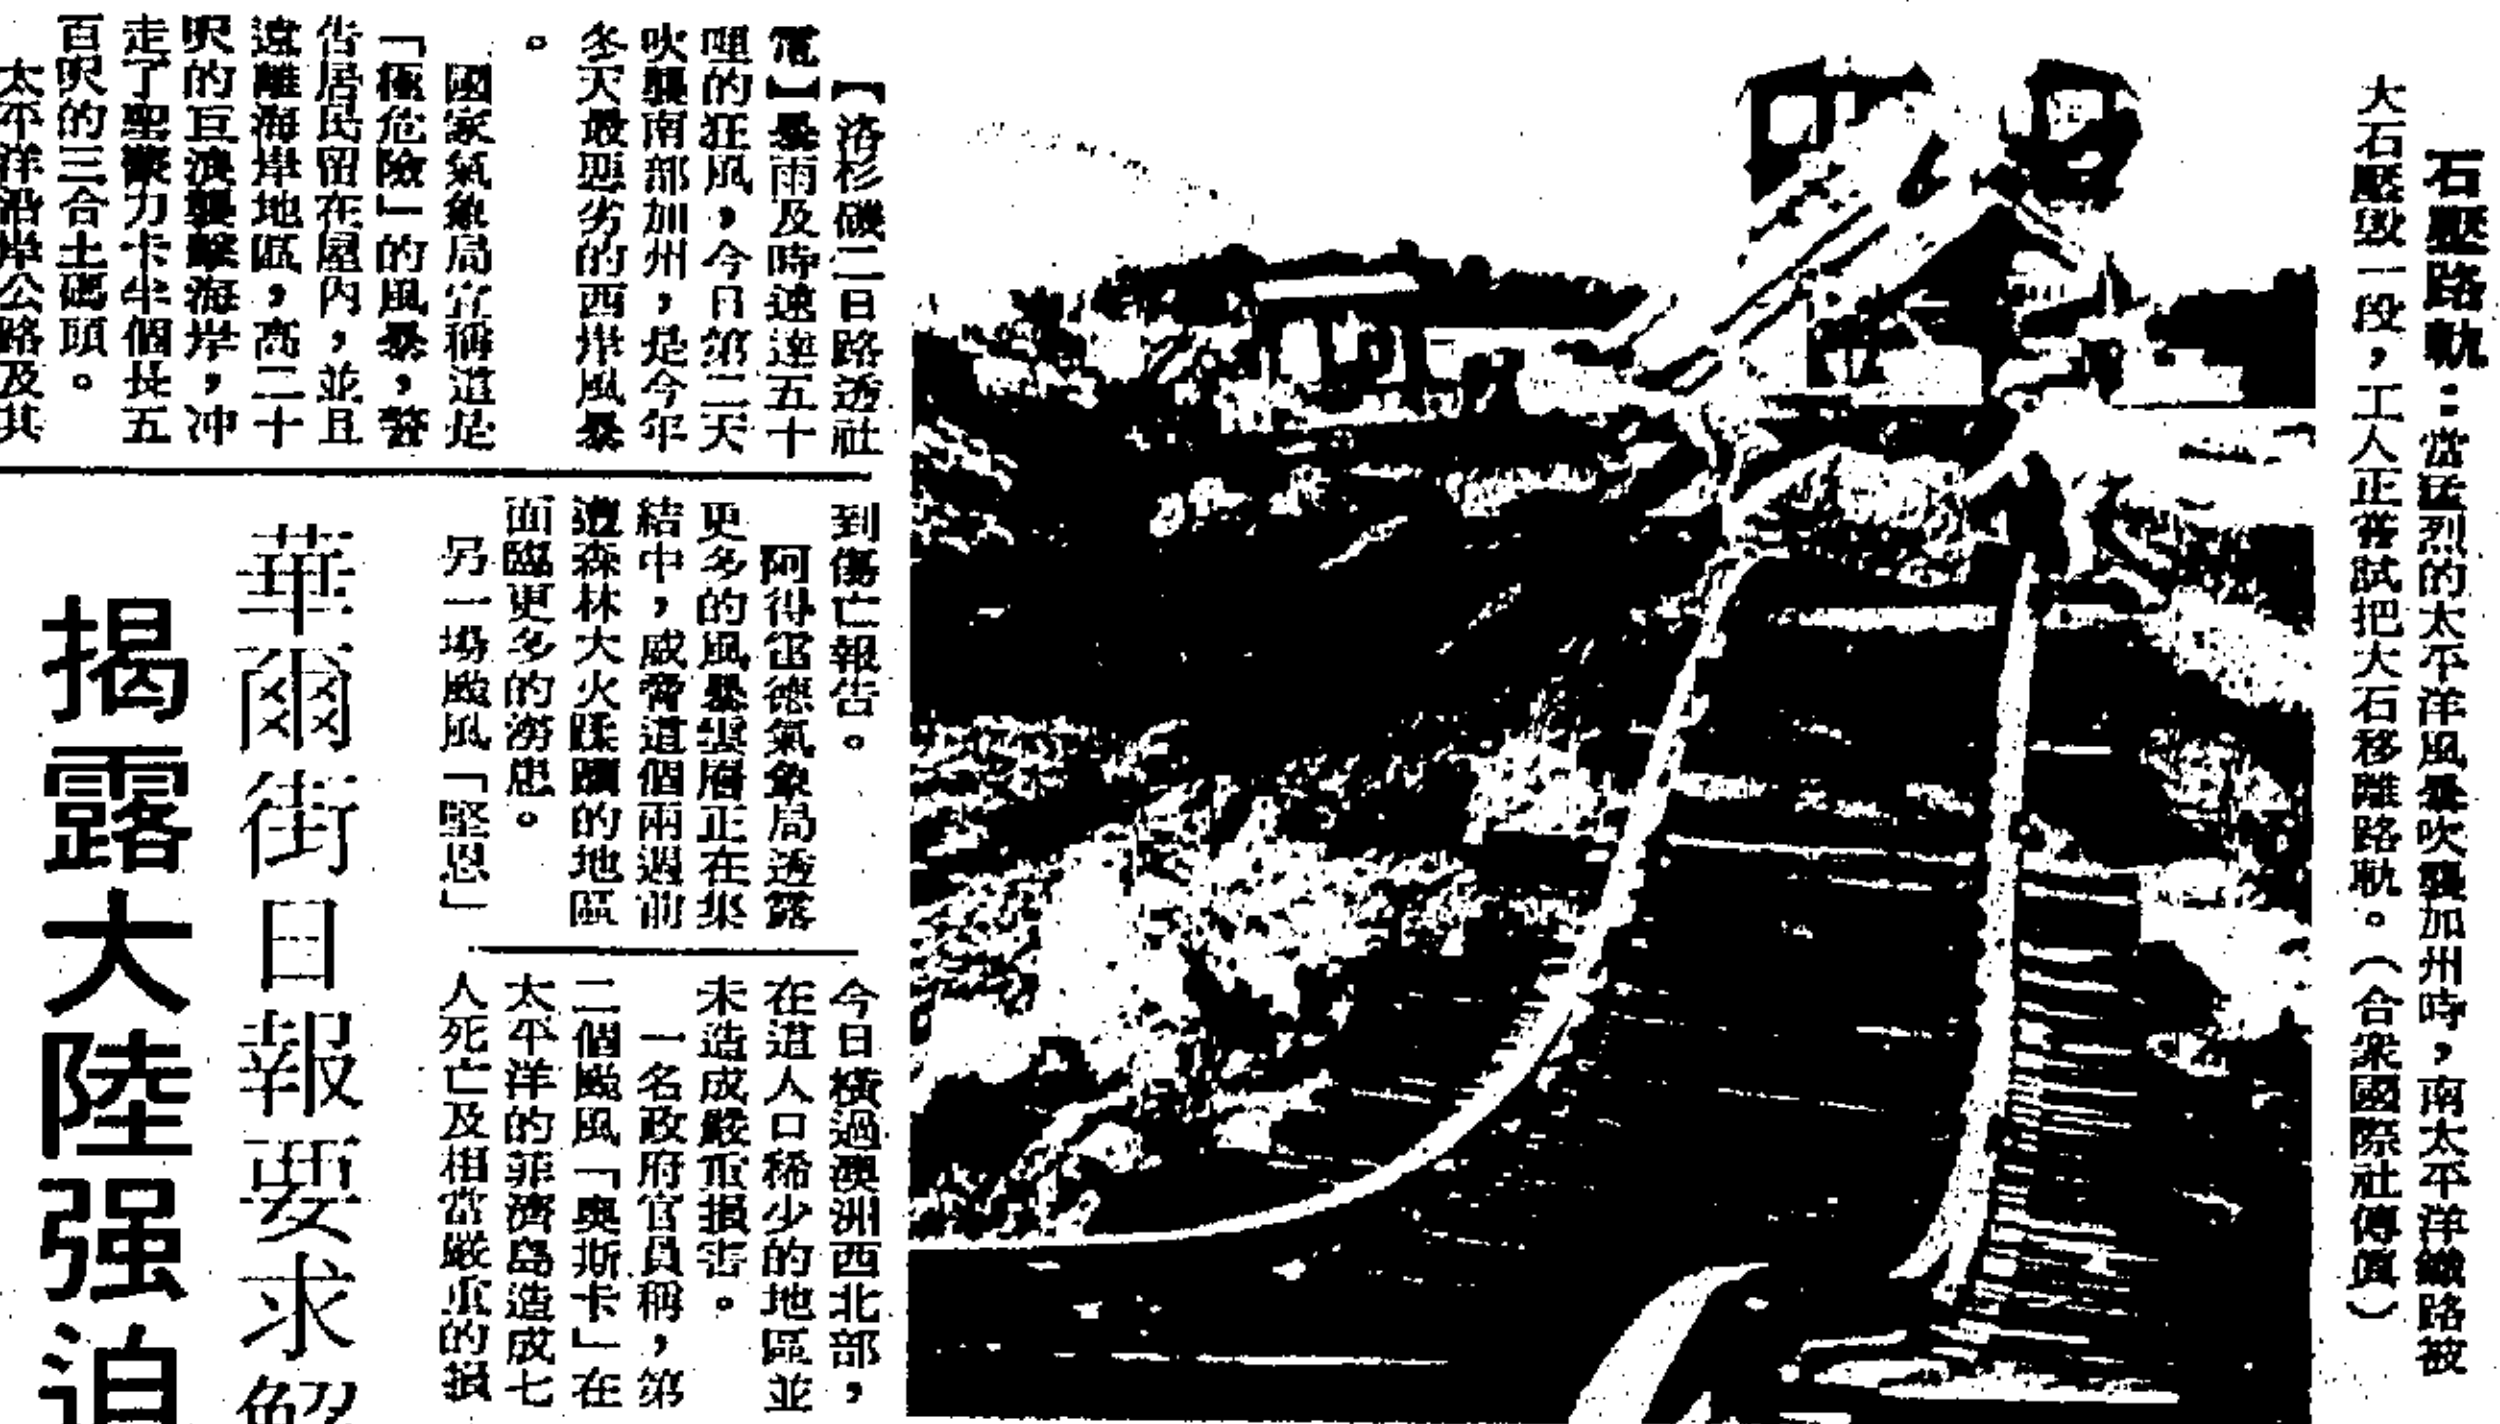 石壓路軌：當猛烈的太平洋風暴吹襲加州時，南太平洋鐵路被
大石壓毀一段，工人正嘗試把大石移離路軌。（合衆國際社傳眞）
【洛杉磯二日路透社
電】暴雨及時速達五十
哩的狂風，今日第二天
吹襲南部加州，是今年
冬天最惡劣的西岸風暴
。
國家氣象局官稱這是
「極危險」的風暴，警
偕居民留在屋內，並且
遠離海岸地區，高二十
呎的巨浪襲擊海岸，冲
走了聖蒙力卡半個長五
百呎的三合土碼頭。
太平洋沿岸公路及其
到傷亡報告。
阿得雷德氣象局透露
更多的風暴雲層正在集
結中，威脅這個兩週前
遭森林大火蹂躪的地區
面臨更多的澇患。
另一場颱風「堅恩」
今日橫過澳洲西北部，
在這人口稀少的地區並
未造成嚴重損害。
一名政府官員稱，第
二個颱風「奧斯卡」在
太平洋的菲濟島造成七
人死亡及相當嚴重的損
華爾街日報要求解
揭露大陸强迫